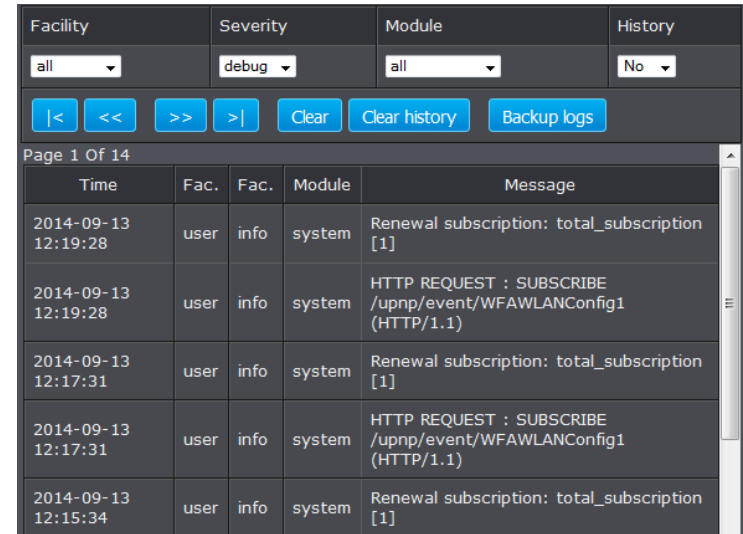 Facility Severity Module History
all debug all No
|< << >> >| Clear Clear history Backup logs
Page 1 Of 14
Time Fac. Fac. Module Message
2014-09-13
12:19:28
user info system
Renewal subscription: total_subscription
[1]
2014-09-13
12:19:28
user info system
HTTP REQUEST : SUBSCRIBE
/upnp/event/WFAWLANConfig1
(HTTP/1.1)
2014-09-13
12:17:31
user info system
Renewal subscription: total_subscription
[1]
2014-09-13
12:17:31
user info system
HTTP REQUEST : SUBSCRIBE
/upnp/event/WFAWLANConfig1
(HTTP/1.1)
2014-09-13
12:15:34
user info system
Renewal subscription: total_subscription
[1]